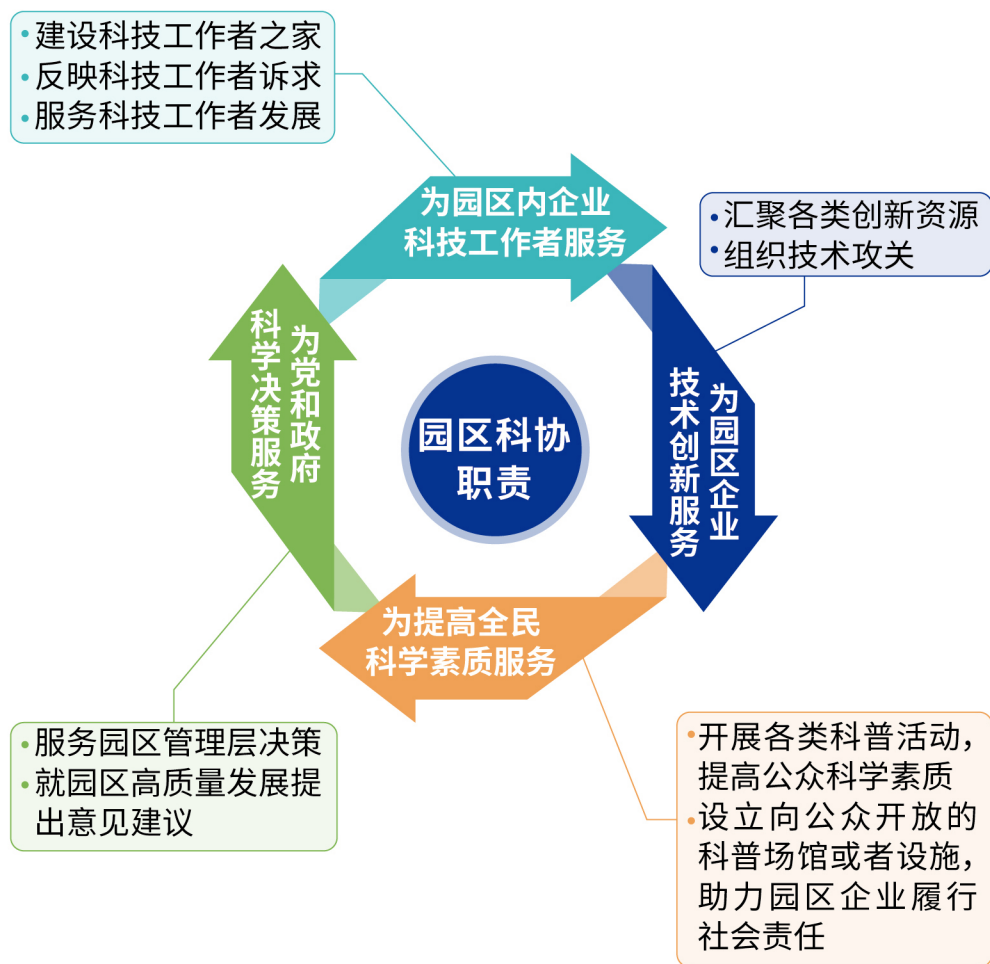 • 建设科技工作者之家
• 反映科技工作者诉求
• 服务科技工作者发展
为园区内企业
科技工作者服务
• 汇聚各类创新资源
• 组织技术攻关
为园区企业
技术创新服务
园区科协
职责
为党和政府
科学决策服务
为提高全民
科学素质服务
• 服务园区管理层决策
• 就园区高质量发展提
出意见建议
• 开展各类科普活动，
提高公众科学素质
• 设立向公众开放的
科普场馆或者设施，
助力园区企业履行
社会责任